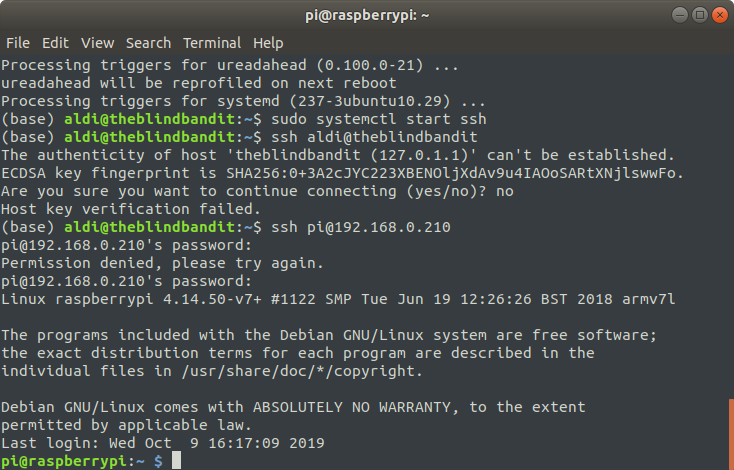 pi@raspberrypi: ~
File Edit View Search Terminal Help
Processing triggers for ureadahead (0.100.0-21) ...
ureadahead will be reprofiled on next reboot
Processing triggers for systemd (237-3ubuntu10.29) ...
(base) aldi@theblindbandit:~$ sudo systemctl start ssh
(base) aldi@theblindbandit:~$ ssh aldi@theblindbandit
The authenticity of host 'theblindbandit (127.0.1.1)' can't be established.
ECDSA key fingerprint is SHA256:0+3A2cJYC223XBENOljXdAv9u4IAOoSARtXNjlswwFo.
Are you sure you want to continue connecting (yes/no)? no
Host key verification failed.
(base) aldi@theblindbandit:~$ ssh pi@192.168.0.210
pi@192.168.0.210's password:
Permission denied, please try again.
pi@192.168.0.210's password:
Linux raspberrypi 4.14.50-v7+ #1122 SMP Tue Jun 19 12:26:26 BST 2018 armv7l
The programs included with the Debian GNU/Linux system are free software;
the exact distribution terms for each program are described in the
individual files in /usr/share/doc/*/copyright.
Debian GNU/Linux comes with ABSOLUTELY NO WARRANTY, to the extent
permitted by applicable law.
Last login: Wed Oct  9 16:17:09 2019
pi@raspberrypi:~ $